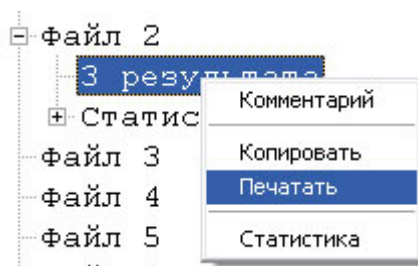 Файл 2
3 результата
Статис
Файл 3
Файл 4
Файл 5
Комментарий
Копировать
Печатать
Статистика